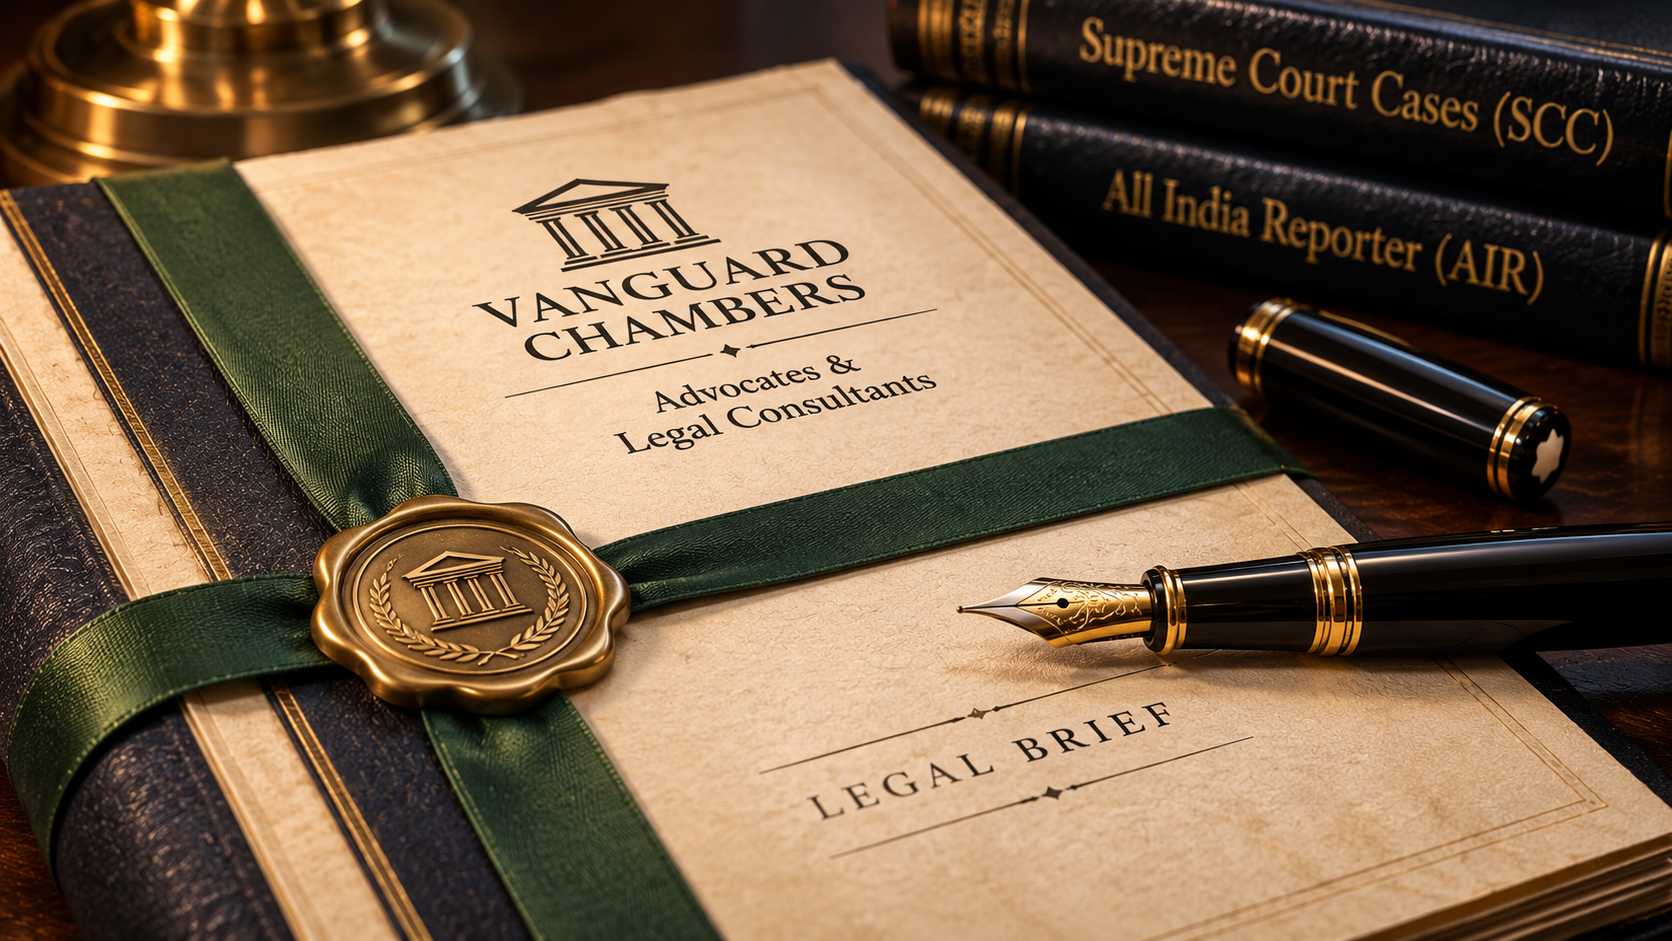 VANGUARD
CHAMBERS
Advocates &
Legal Consultants
LEGAL BRIEF
Supreme Court Cases (SCC)
All India Reporter (AIR)